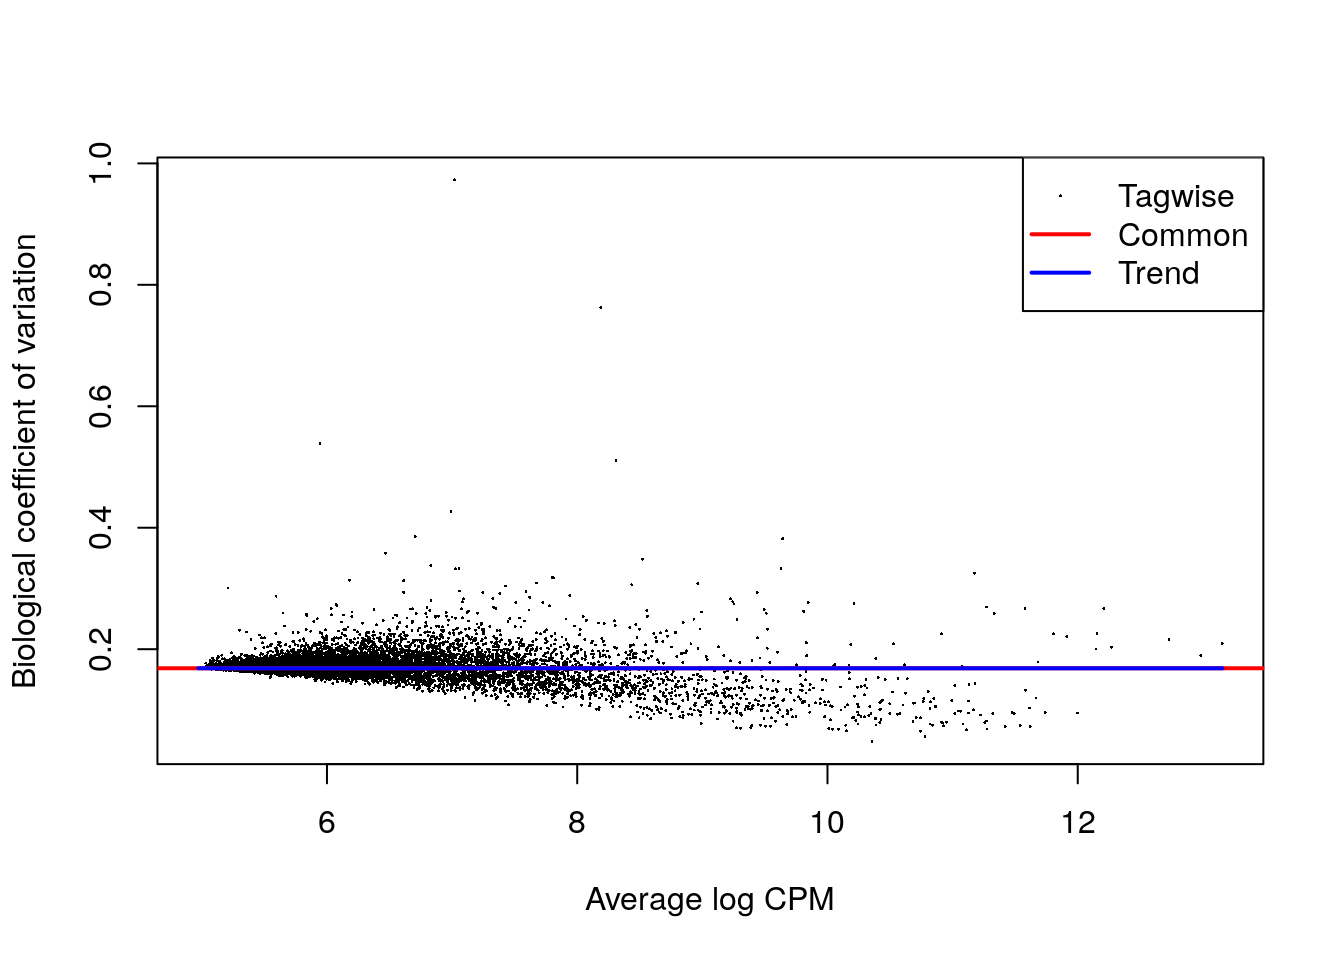 Biological coefficient of variation
1.0
0.8
0.6
0.4
0.2
Tagwise
Common
Trend
6 8 10 12
Average log CPM